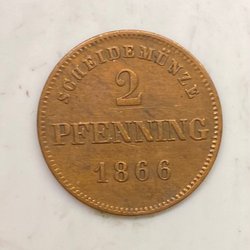 SCHEIDEMÜNZE
2
PFENNING
1866